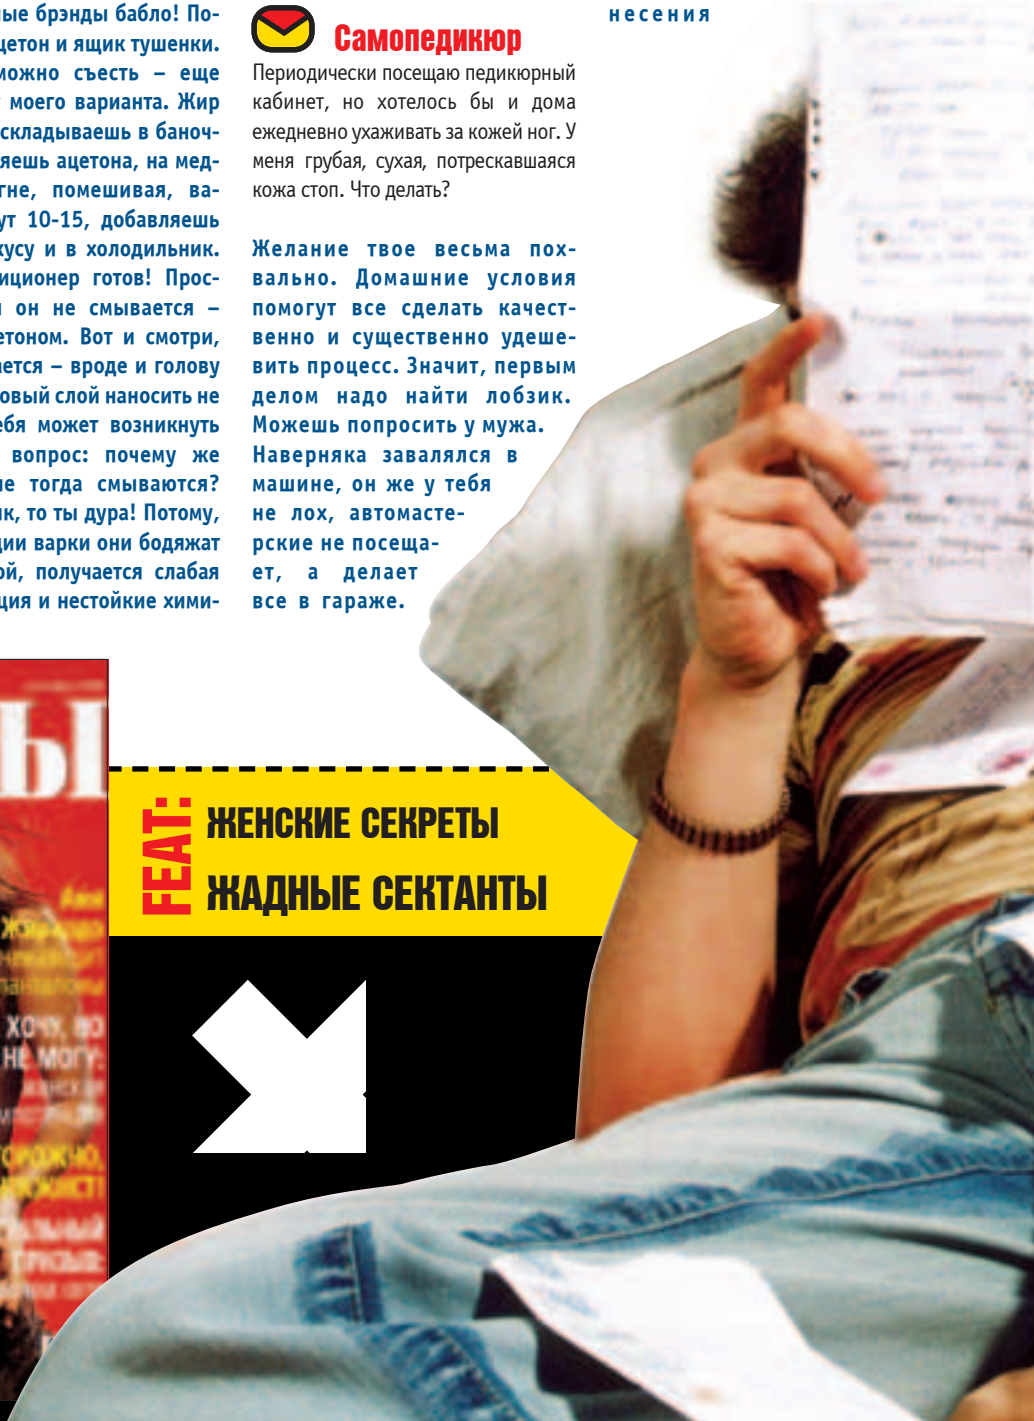 ные брэнды бабло! По-
цетон и ящик тушенки.
можно съесть – еще
моего варианта. Жир
складываешь в баноч-
яешь ацетона, на мед-
гне, помешивая, ва-
ут 10-15, добавляешь
кусу и в холодильник.
иционер готов! Прос-
он не смывается –
етоном. Вот и смотри,
ается – вроде и голову
овый слой наносить не
ебя может возникнуть
вопрос: почему же
не тогда смываются?
ик, то ты дура! Потому,
ции варки они бодяжат
ой, получается слабая
ция и нестойкие хими-
Самопедикюр
Периодически посещаю педикюрный
кабинет, но хотелось бы и дома
ежедневно ухаживать за кожей ног. У
меня грубая, сухая, потрескавшаяся
кожа стоп. Что делать?
Желание твое весьма пох-
вально. Домашние условия
помогут все сделать качест-
венно и существенно удеше-
вить процесс. Значит, первым
делом надо найти лобзик.
Можешь попросить у мужа.
Наверняка завалялся в
машине, он же у тебя
не лох, автомасте-
рские не посеща-
ет, а делает
все в гараже.
несения
Ы
ХОЧУ, ВО
НЕ МОГУ:
FEAT:
ЖЕНСКИЕ СЕКРЕТЫ
ЖАДНЫЕ СЕКТАНТЫ